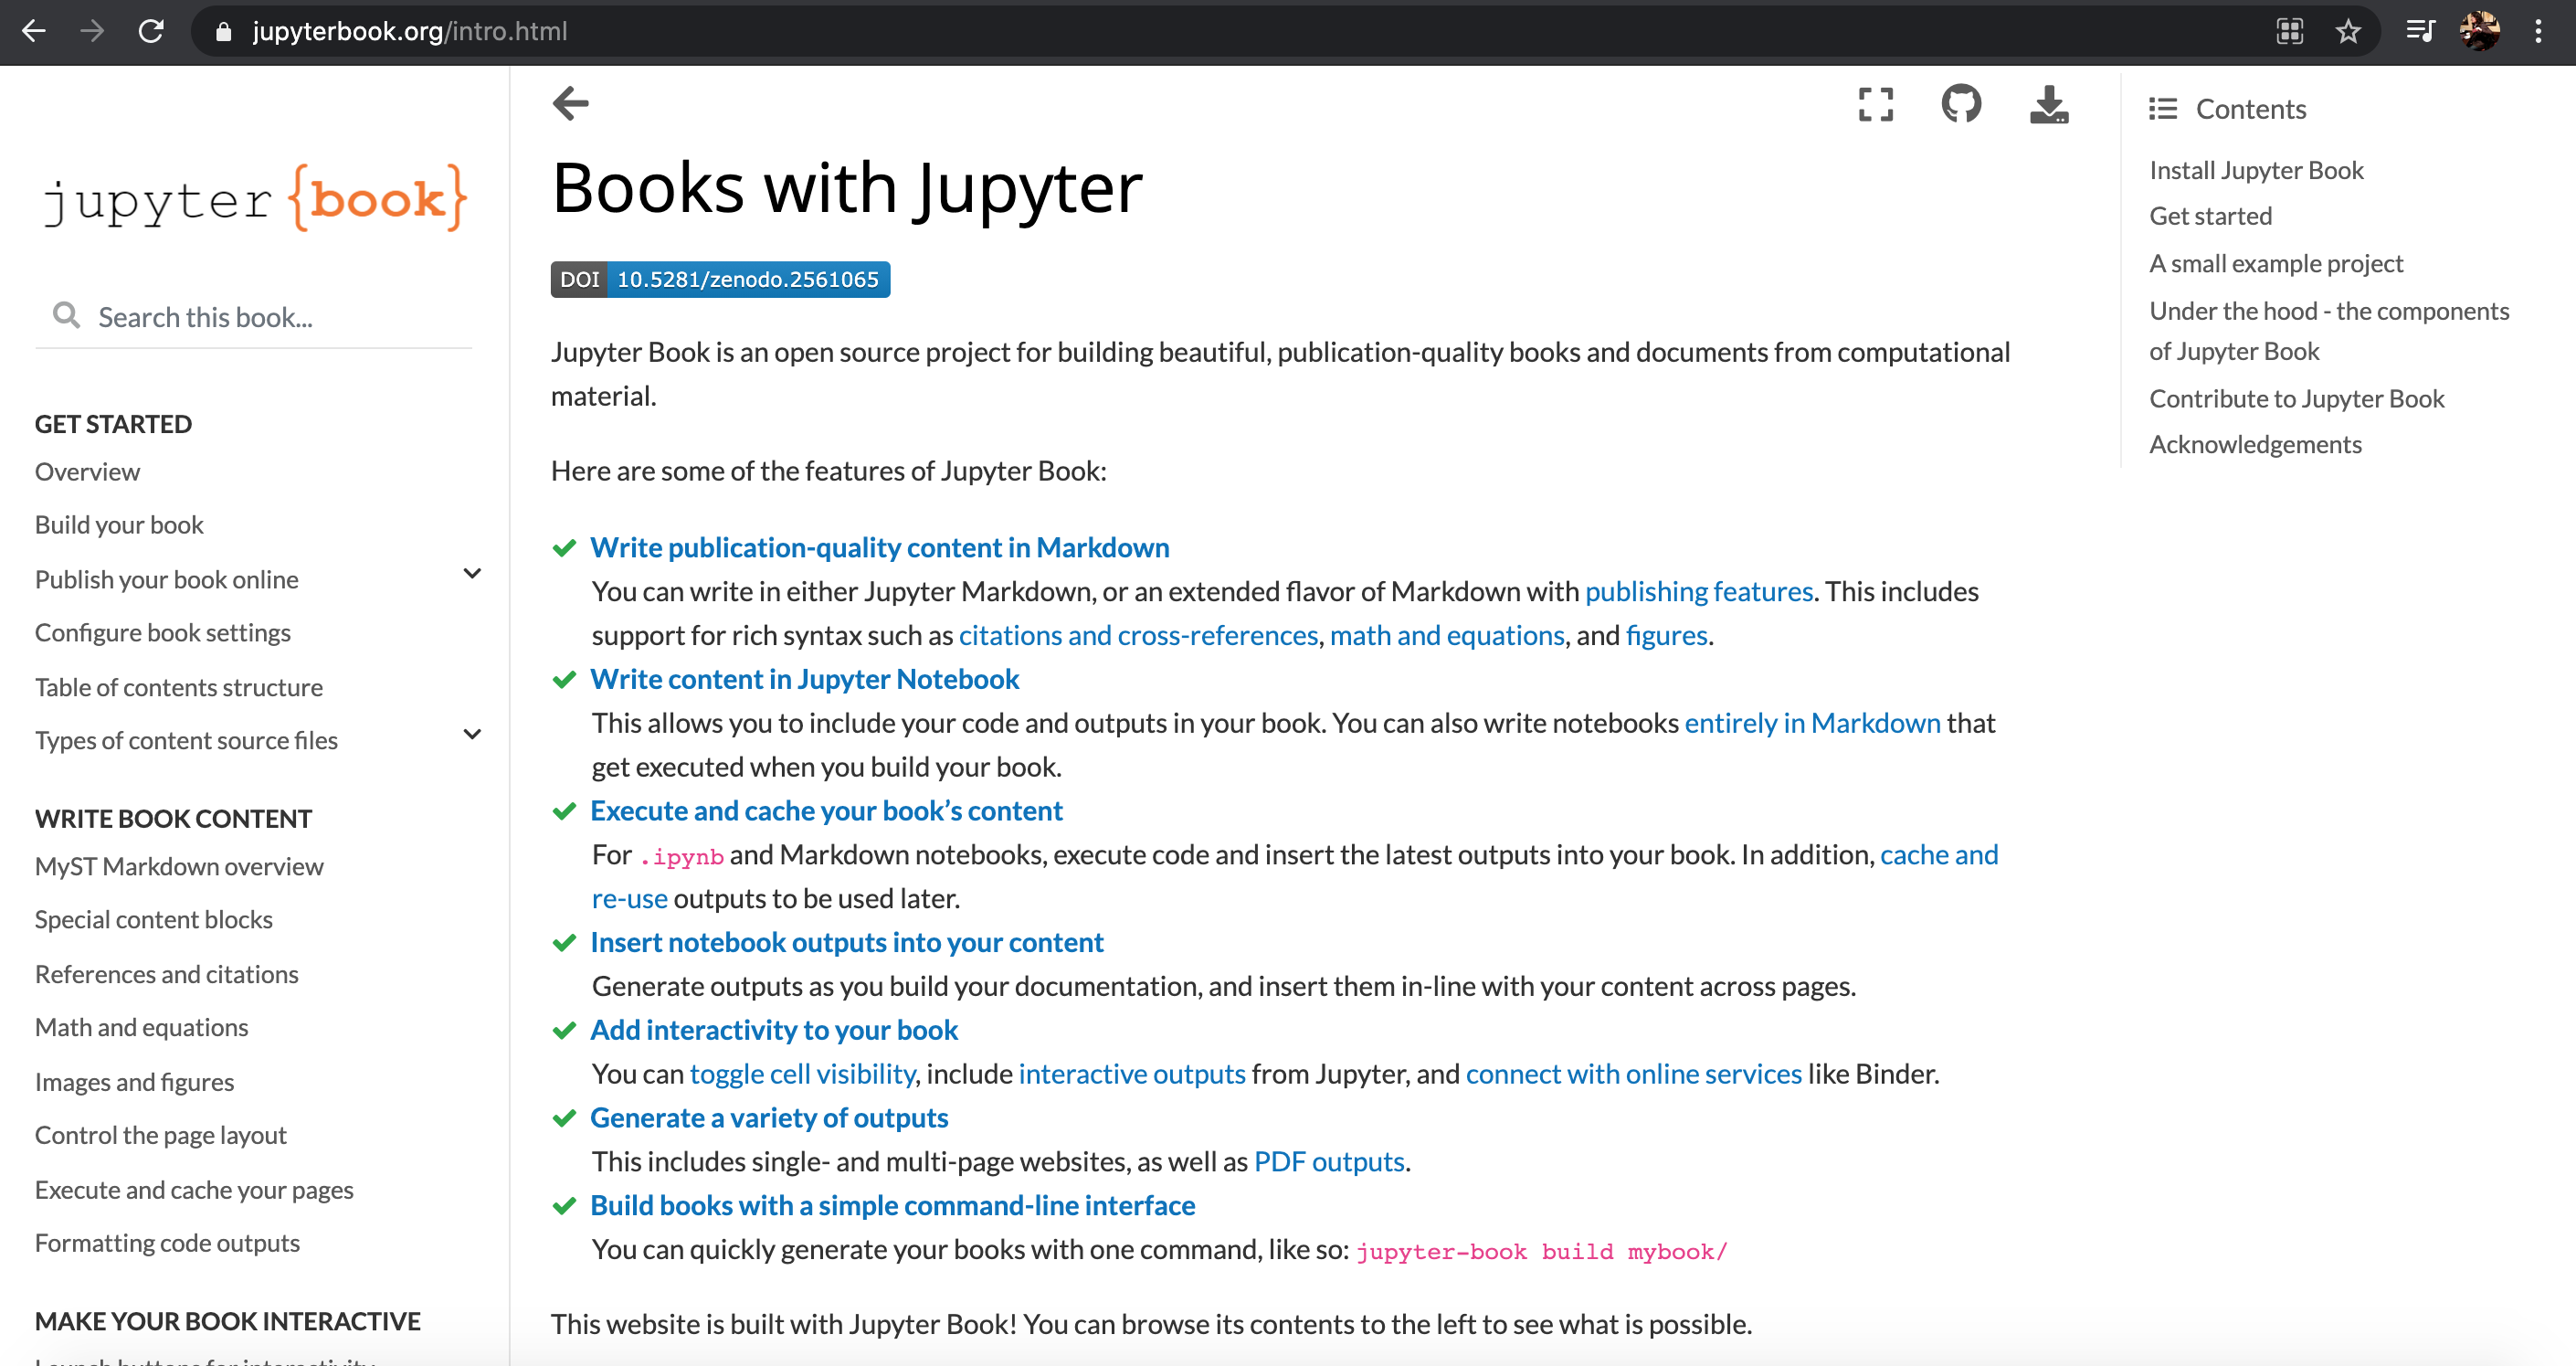 jupyterbook.org/intro.html
jupyter {book}
Search this book...
GET STARTED
Overview
Build your book
Publish your book online
Configure book settings
Table of contents structure
Types of content source files
WRITE BOOK CONTENT
MyST Markdown overview
Special content blocks
References and citations
Math and equations
Images and figures
Control the page layout
Execute and cache your pages
Formatting code outputs
MAKE YOUR BOOK INTERACTIVE
Launch buttons for interactivity
Books with Jupyter
DOI 10.5281/zenodo.2561065
Jupyter Book is an open source project for building beautiful, publication-quality books and documents from computational
material.
Here are some of the features of Jupyter Book:
Write publication-quality content in Markdown
You can write in either Jupyter Markdown, or an extended flavor of Markdown with publishing features. This includes
support for rich syntax such as citations and cross-references, math and equations, and figures.
Write content in Jupyter Notebook
This allows you to include your code and outputs in your book. You can also write notebooks entirely in Markdown that
get executed when you build your book.
Execute and cache your book’s content
For .ipynb and Markdown notebooks, execute code and insert the latest outputs into your book. In addition, cache and
re-use outputs to be used later.
Insert notebook outputs into your content
Generate outputs as you build your documentation, and insert them in-line with your content across pages.
Add interactivity to your book
You can toggle cell visibility, include interactive outputs from Jupyter, and connect with online services like Binder.
Generate a variety of outputs
This includes single- and multi-page websites, as well as PDF outputs.
Build books with a simple command-line interface
You can quickly generate your books with one command, like so: jupyter-book build mybook/
This website is built with Jupyter Book! You can browse its contents to the left to see what is possible.
Contents
Install Jupyter Book
Get started
A small example project
Under the hood - the components
of Jupyter Book
Contribute to Jupyter Book
Acknowledgements